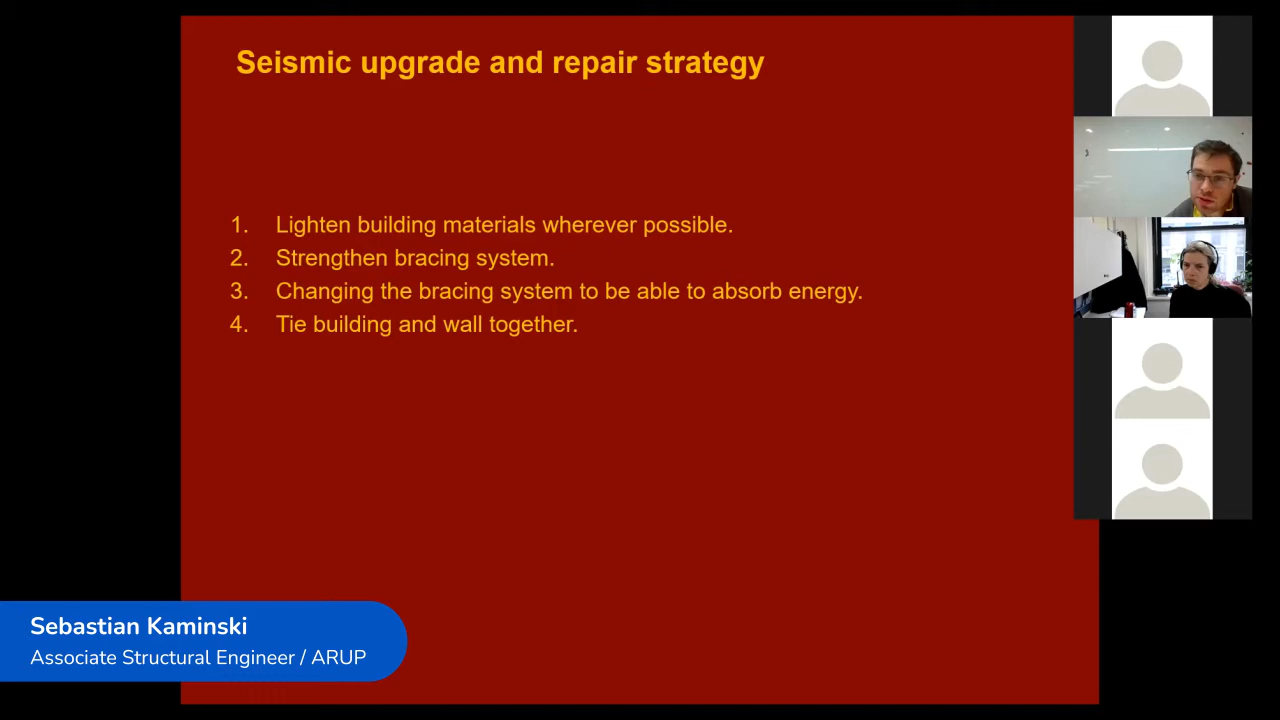 Seismic upgrade and repair strategy
1. Lighten building materials wherever possible.
2. Strengthen bracing system.
3. Changing the bracing system to be able to absorb energy.
4. Tie building and wall together.
Sebastian Kaminski
Associate Structural Engineer / ARUP